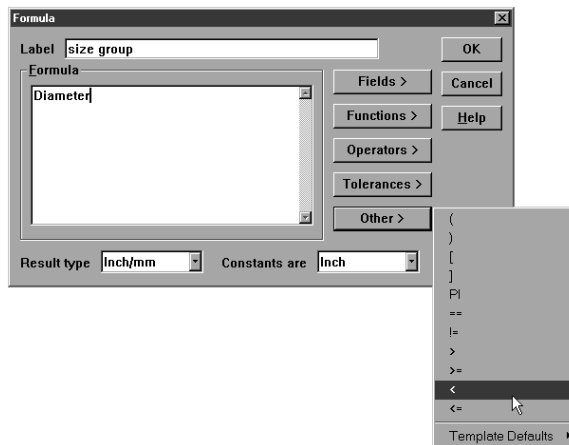 Formula
Label size group OK
Formula
Diameter
Fields >
Cancel
Functions >
Help
Operators >
Tolerances >
Other >
Result type Inch/mm Constants are Inch
(
)
[
]
PI
==
!=
>
>=
<
<=
Template Defaults